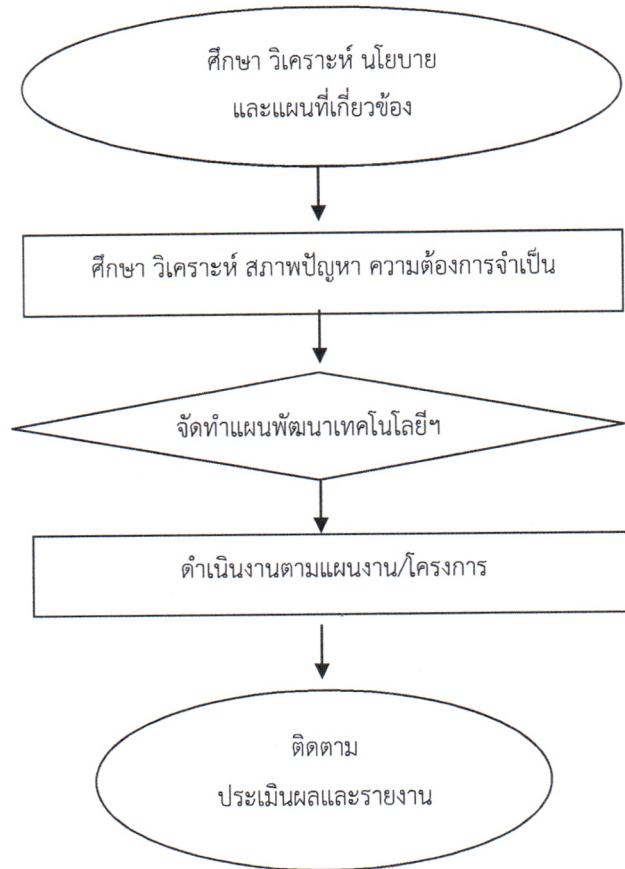 ศึกษา วิเคราะห์ นโยบาย
และแผนที่เกี่ยวข้อง
ศึกษา วิเคราะห์ สภาพปัญหา ความต้องการจำเป็น
จัดทำแผนพัฒนาเทคโนโลยีฯ
ดำเนินงานตามแผนงาน/โครงการ
ติดตาม
ประเมินผลและรายงาน